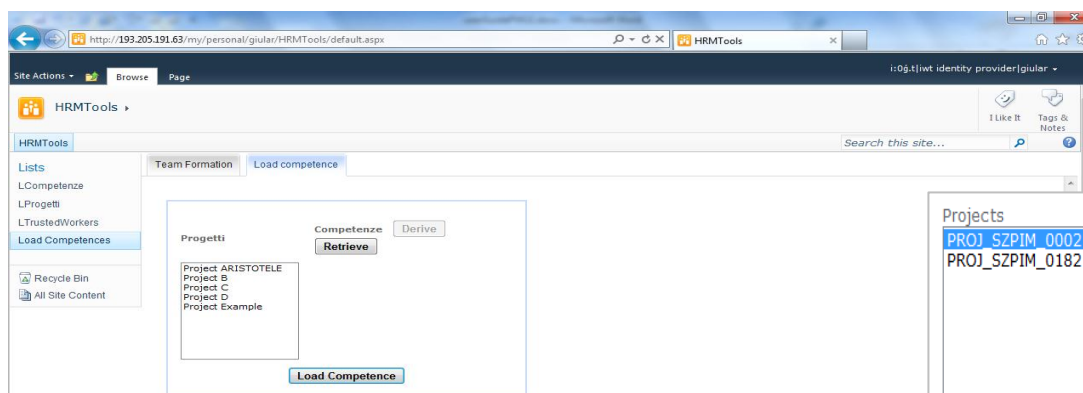 http://193.205.191.63/my/personal/giular/HRMTools/default.aspx
HRMTools
i:0ǵ.t|iwt identity provider|giular
Site Actions
Browse
Page
HRMTools
I Like It
Tags &
Notes
HRMTools
Search this site...
Lists
Team Formation
Load competence
LCompetenze
LProgetti
LTrustedWorkers
Load Competences
Recycle Bin
All Site Content
Progetti
Competenze
Derive
Retrieve
Project ARISTOTELE
Project B
Project C
Project D
Project Example
Load Competence
Projects
PROJ_SZPIM_0002
PROJ_SZPIM_0182